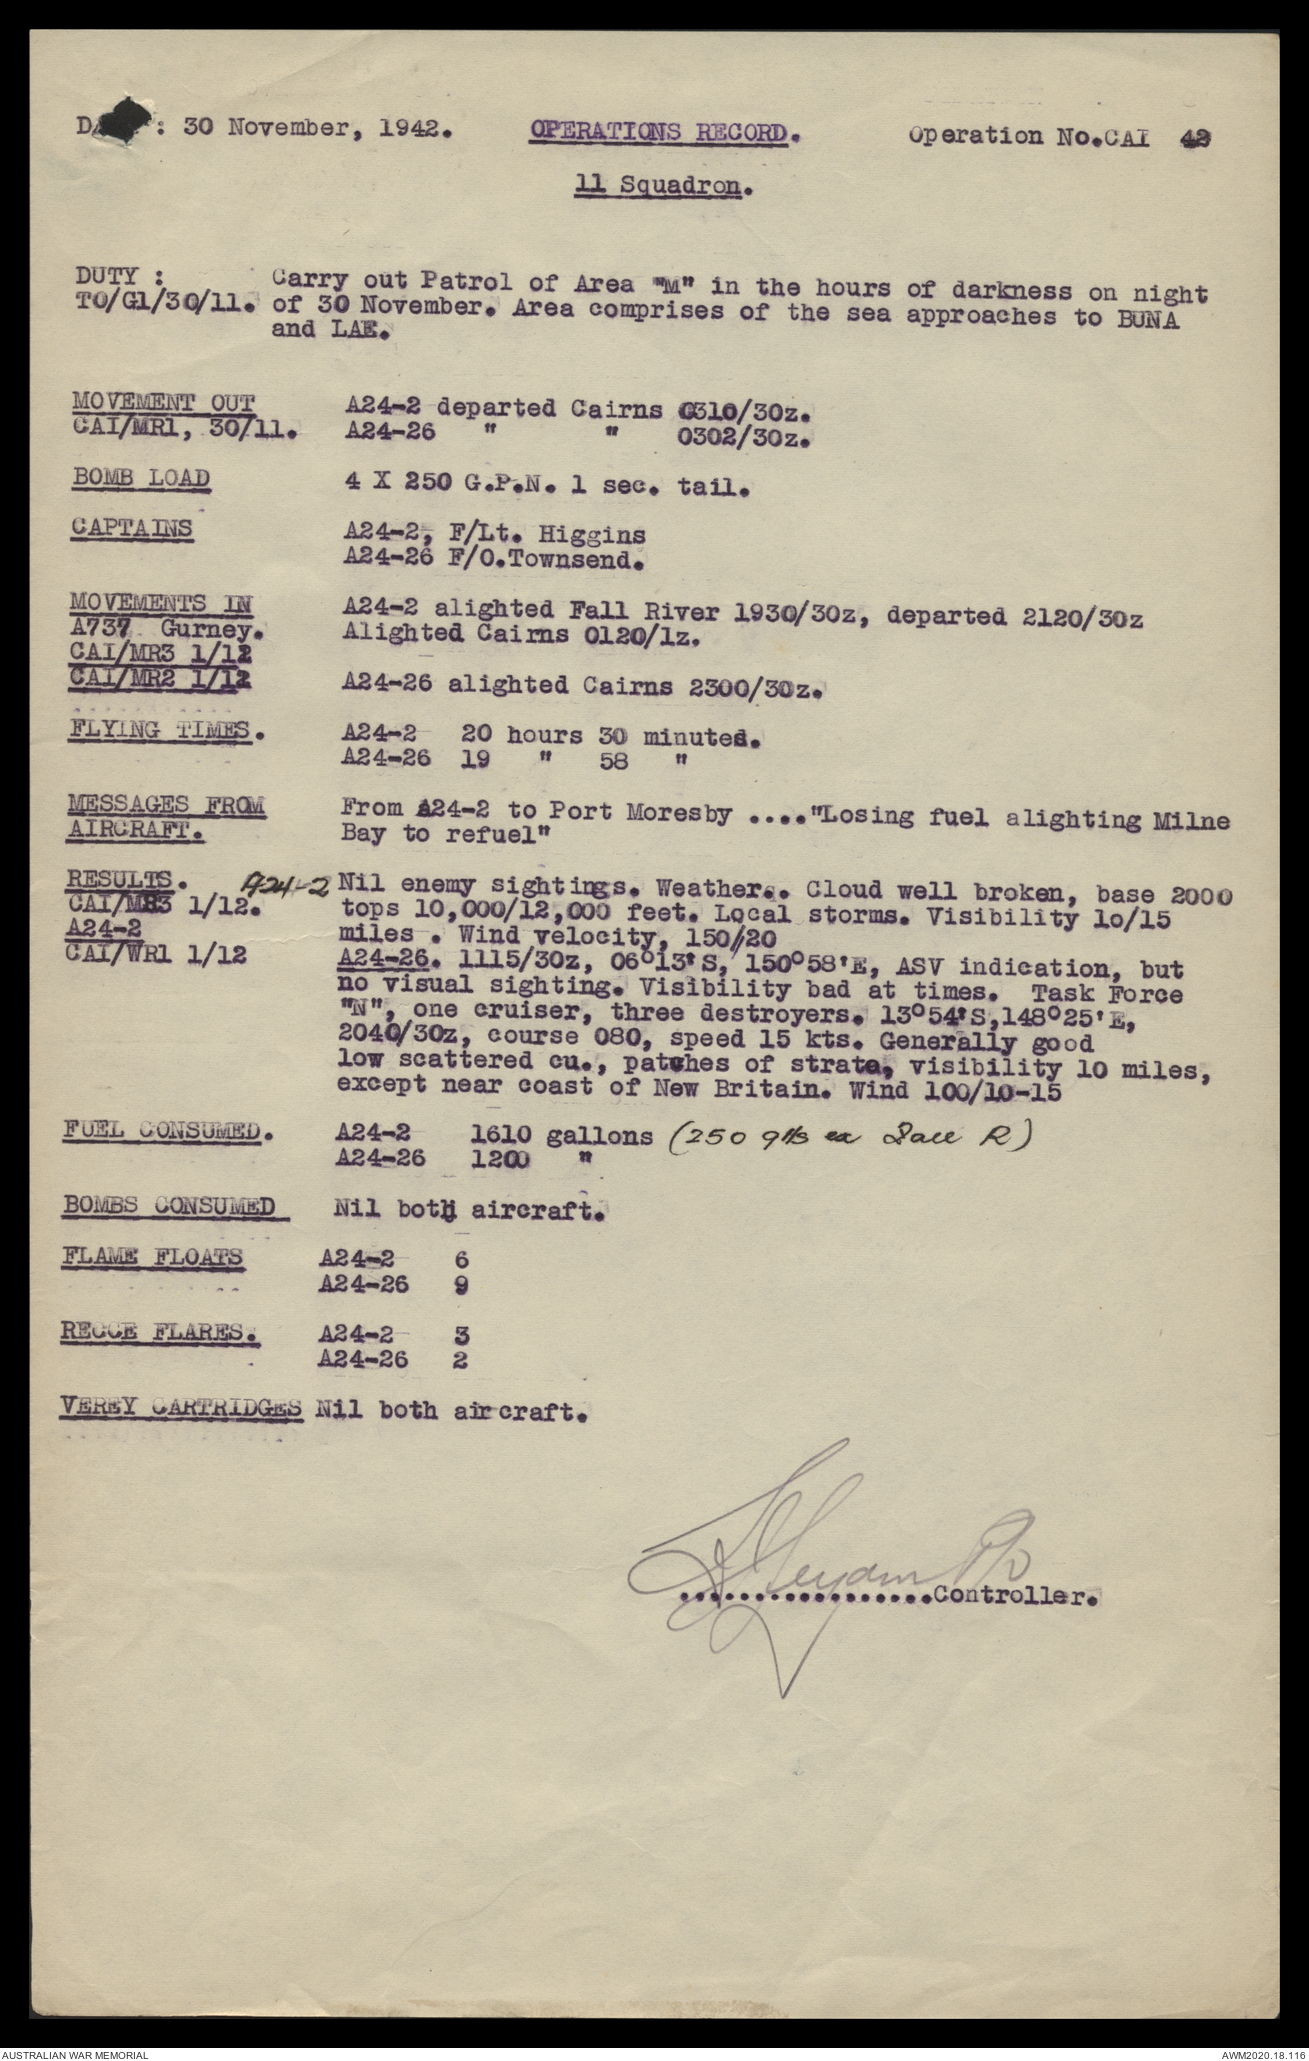 : 30 November, 1942. OPERATIONS RECORD. Operation No.CAI
11 Squadron.
DUTY : Carry out Patrol of Area "M" in the hours of darkness on night
TO/G1/30/11. of 30 November. Area comprises of the sea approaches to BUNA
and LAE.
MOVEMENT OUT A24-2 departed Cairns 0310/30z.
CAI/MR1, 30/11. A24-26 " " 0302/30z.
BOMB LOAD 4 X 250 G.P.N. 1 sec. tail.
CAPTAINS A24-2, F/Lt. Higgins
A24-26 F/O.Townsend.
MOVEMENTS IN A24-2 alighted Fall River 1930/30z, departed 2120/30z
A737 Gurney. Alighted Cairns 0120/1z.
CAI/MR3 1/12
CAI/MR2 1/12 A24-26 alighted Cairns 2300/30z.
FLYING TIMES. A24-2 20 hours 30 minutes.
A24-26 19 " 58 "
MESSAGES FROM From A24-2 to Port Moresby ...."Losing fuel alighting Milne
AIRCRAFT. Bay to refuel"
RESULTS. A24-2 Nil enemy sightings. Weather.. Cloud well broken, base 2000
CAI/MR3 1/12. tops 10,000/12,000 feet. Local storms. Visibility lo/15
A24-2 miles . Wind velocity, 150/20
CAI/WR1 1/12 A24-26. 1115/30z, 06°13'S, 150°58'E, ASV indication, but
no visual sighting. Visibility bad at times. Task Force
"N", one cruiser, three destroyers. 13°54'S,148°25'E,
2040/30z, course 080, speed 15 kts. Generally good
low scattered cu., patches of strata, visibility 10 miles,
except near coast of New Britain. Wind 100/10-15
FUEL CONSUMED. A24-2 1610 gallons (250 glls ex Fall R)
A24-26 1200 "
BOMBS CONSUMED Nil both aircraft.
FLAME FLOATS A24-2 6
A24-26 9
RECCE FLARES. A24-2 3
A24-26 2
VEREY CARTRIDGES Nil both aircraft.
.................Controller.
AUSTRALIAN WAR MEMORIAL AWM2020.18.116